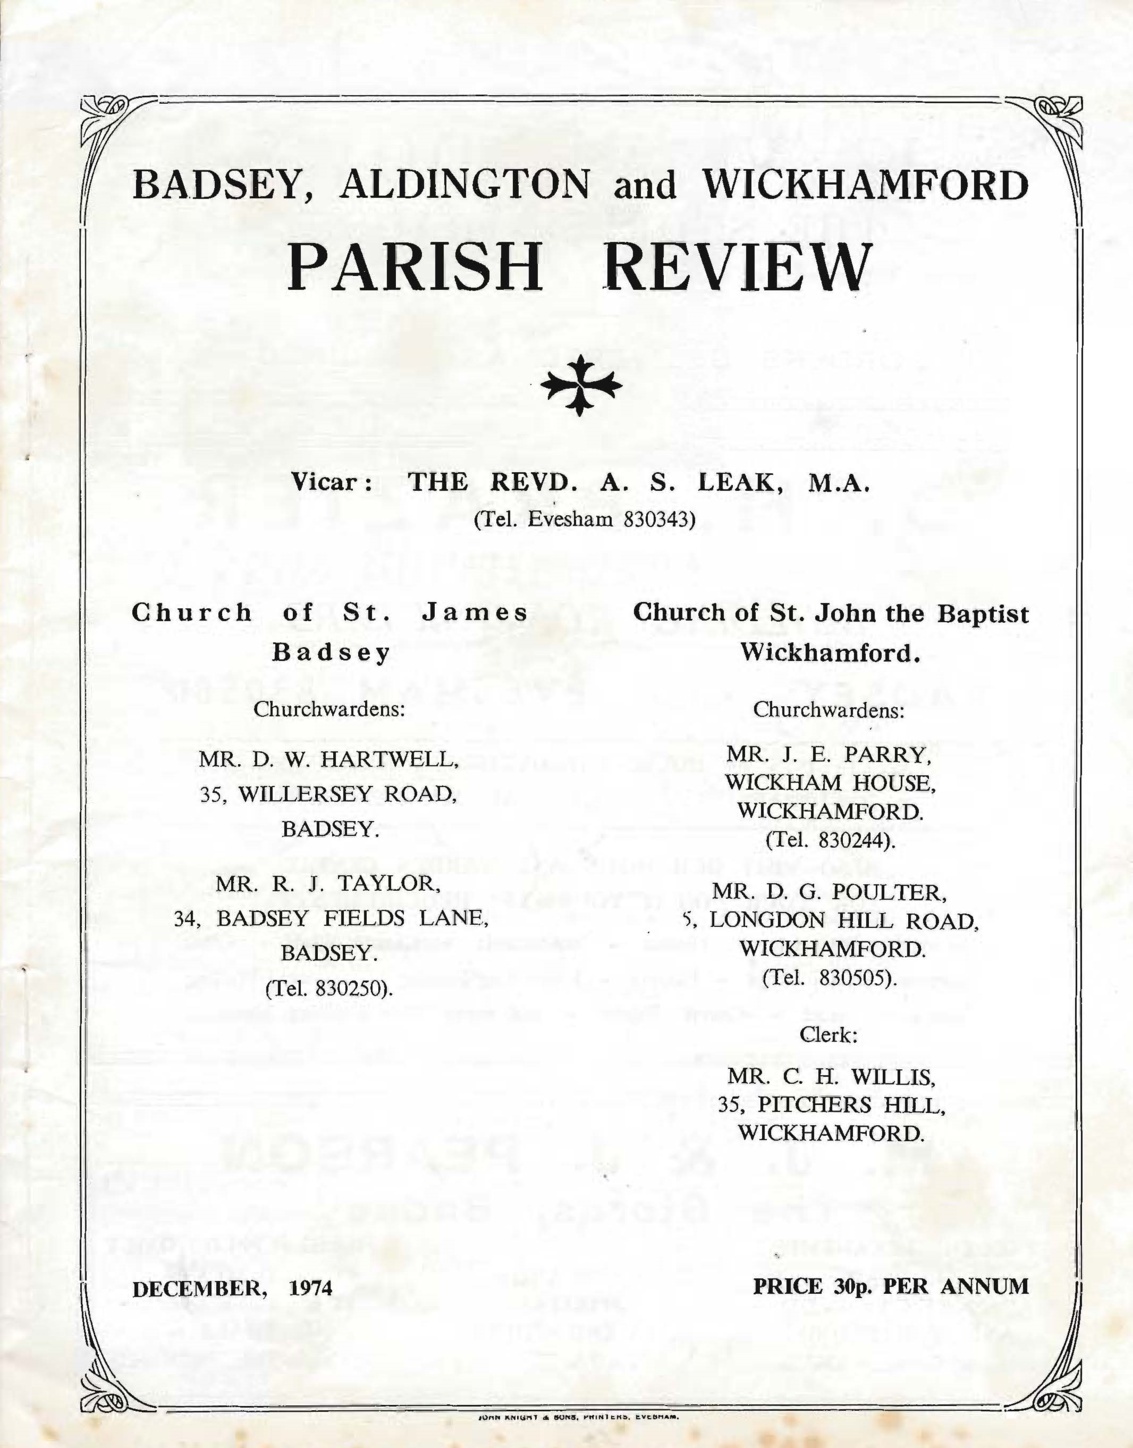 BADSEY, ALDINGTON and WICKHAMFORD
PARISH REVIEW
Vicar: THE REVD. A. S. LEAK, M.A.
(Tel. Evesham 830343)
Church of St. James
Badsey
Churchwardens:
MR. D. W. HARTWELL,
35, WILLERSEY ROAD,
BADSEY.
MR. R. J. TAYLOR,
34, BADSEY FIELDS LANE,
BADSEY.
(Tel. 830250).
Church of St. John the Baptist
Wickhamford.
Churchwardens:
MR. J. E. PARRY,
WICKHAM HOUSE,
WICKHAMFORD.
(Tel. 830244).
MR. D. G. POULTER,
5, LONGDON HILL ROAD,
WICKHAMFORD.
(Tel. 830505).
Clerk:
MR. C. H. WILLIS,
35, PITCHERS HILL,
WICKHAMFORD.
DECEMBER, 1974
PRICE 30p. PER ANNUM
JOHN KNIGHT & SONS, PRINTERS, EVESHAM.